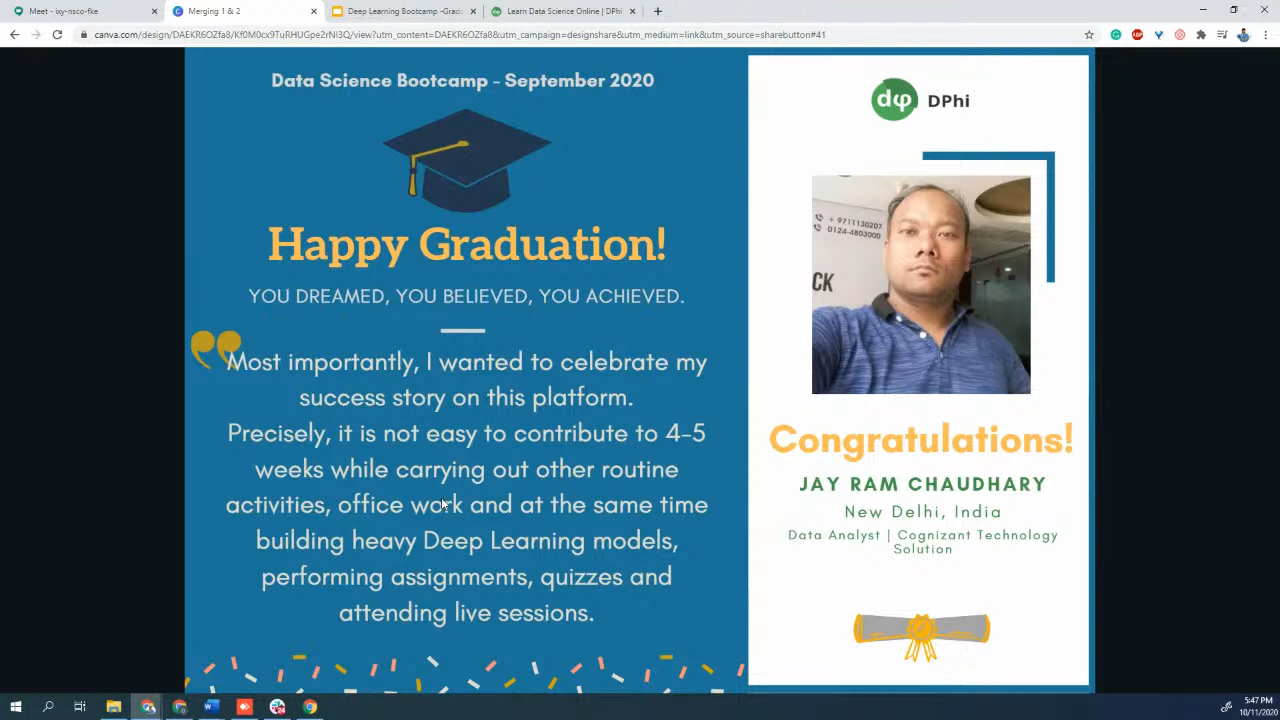 Meet - isy-nsco-fke
Merging 1 & 2
Deep Learning Bootcamp -Grad
Learn Data Science Online | DPhi
canva.com/design/DAEKR6OZfa8/Kf0M0cx9TuRHUGpe2rNI3Q/view?utm_content=DAEKR6OZfa8&utm_campaign=designshare&utm_medium=link&utm_source=sharebutton#41
Data Science Bootcamp - September 2020
Happy Graduation!
YOU DREAMED, YOU BELIEVED, YOU ACHIEVED.
Most importantly, I wanted to celebrate my
success story on this platform.
Precisely, it is not easy to contribute to 4-5
weeks while carrying out other routine
activities, office work and at the same time
building heavy Deep Learning models,
performing assignments, quizzes and
attending live sessions.
dφ DPhi
+ 9711130207
0124-4803000
CK
Congratulations!
JAY RAM CHAUDHARY
New Delhi, India
Data Analyst | Cognizant Technology
Solution
5:47 PM
10/11/2020